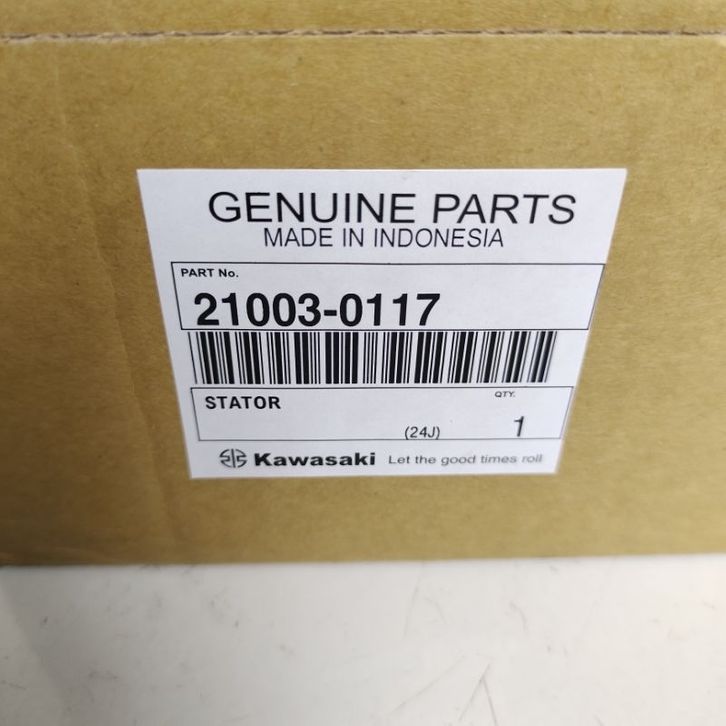 GENUINE PARTS
MADE IN INDONESIA
PART No.
21003-0117
STATOR
QTY.
(24J) 1
Kawasaki Let the good times roll